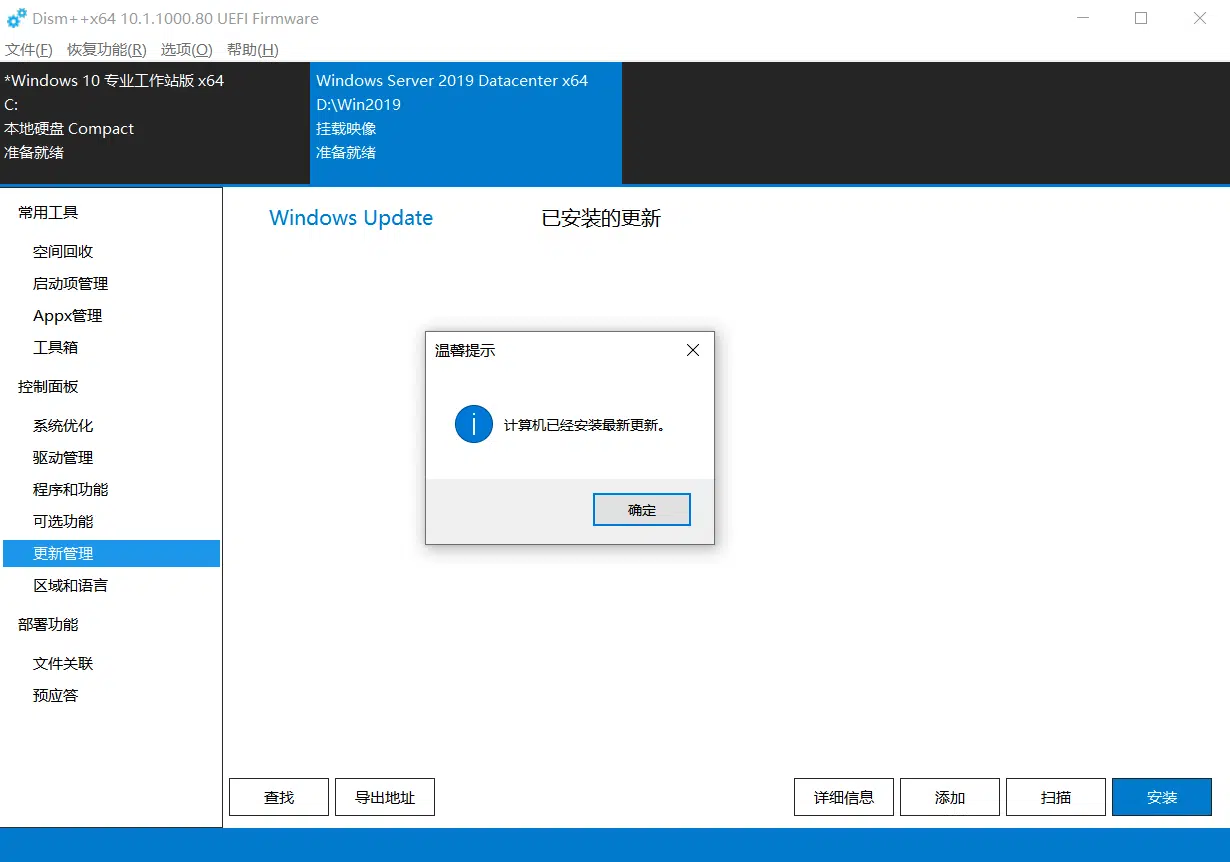 Dism++x64 10.1.1000.80 UEFI Firmware
文件(F) 恢复功能(R) 选项(O) 帮助(H)
*Windows 10 专业工作站版 x64
C:
本地硬盘 Compact
准备就绪
Windows Server 2019 Datacenter x64
D:\Win2019
挂载映像
准备就绪
常用工具
空间回收
启动项管理
Appx管理
工具箱
控制面板
系统优化
驱动管理
程序和功能
可选功能
更新管理
区域和语言
部署功能
文件关联
预应答
Windows Update 已安装的更新
温馨提示
计算机已经安装最新更新。
确定
查找 导出地址 详细信息 添加 扫描 安装